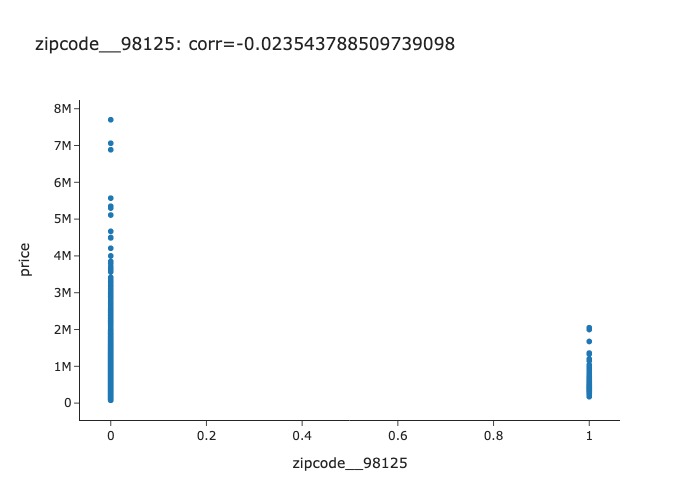 zipcode__98125: corr=-0.023543788509739098
8M
7M
6M
5M
4M
3M
2M
1M
0
price
0
0.2
0.4
0.6
0.8
1
zipcode__98125